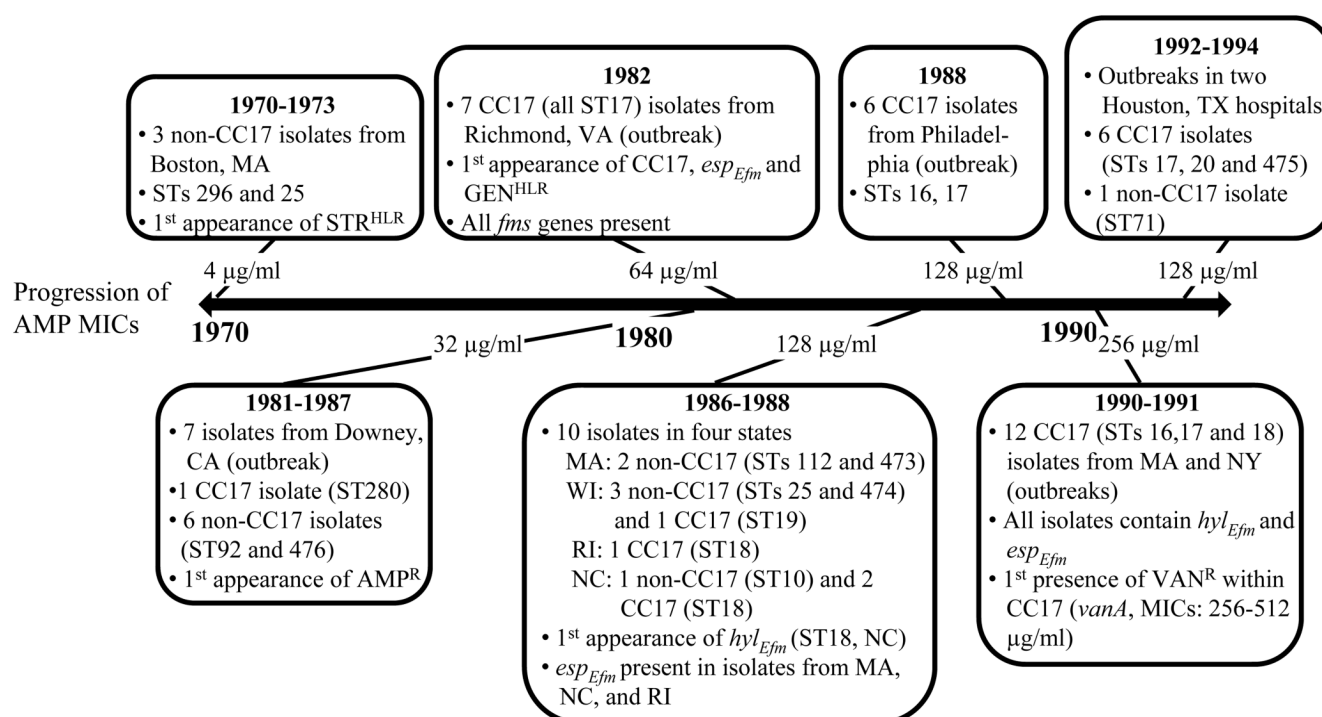 1970-1973
• 3 non-CC17 isolates from
Boston, MA
• STs 296 and 25
• 1st appearance of STR^HLR
1982
• 7 CC17 (all ST17) isolates from
Richmond, VA (outbreak)
• 1st appearance of CC17, esp_Efm and
GEN^HLR
• All fms genes present
1988
• 6 CC17 isolates
from Philadel-
phia (outbreak)
• STs 16, 17
1992-1994
• Outbreaks in two
Houston, TX hospitals
• 6 CC17 isolates
(STs 17, 20 and 475)
• 1 non-CC17 isolate
(ST71)
4 µg/ml
64 µg/ml
128 µg/ml
128 µg/ml
Progression of
AMP MICs
1970
1980
1990
32 µg/ml
128 µg/ml
256 µg/ml
1981-1987
• 7 isolates from Downey,
CA (outbreak)
•1 CC17 isolate (ST280)
• 6 non-CC17 isolates
(ST92 and 476)
• 1st appearance of AMP^R
1986-1988
• 10 isolates in four states
MA: 2 non-CC17 (STs 112 and 473)
WI: 3 non-CC17 (STs 25 and 474)
and 1 CC17 (ST19)
RI: 1 CC17 (ST18)
NC: 1 non-CC17 (ST10) and 2
CC17 (ST18)
• 1st appearance of hyl_Efm (ST18, NC)
• esp_Efm present in isolates from MA,
NC, and RI
1990-1991
• 12 CC17 (STs 16,17 and 18)
isolates from MA and NY
(outbreaks)
• All isolates contain hyl_Efm and
esp_Efm
• 1st presence of VAN^R within
CC17 (vanA, MICs: 256-512
µg/ml)